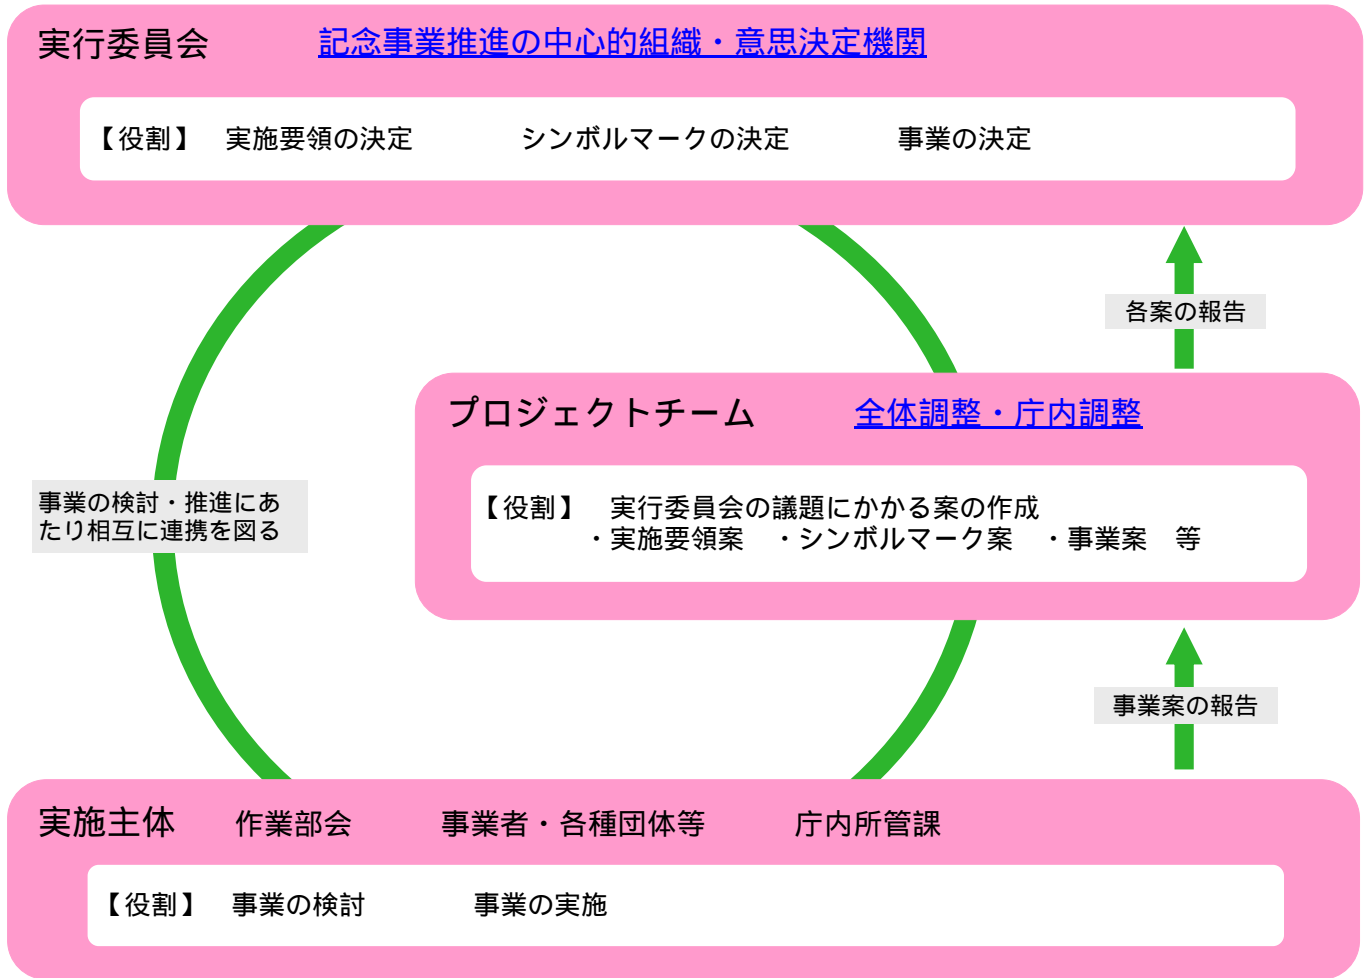 実行委員会　記念事業推進の中心的組織・意思決定機関
【役割】　実施要領の決定　シンボルマークの決定　事業の決定
各案の報告
プロジェクトチーム　全体調整・庁内調整
【役割】　実行委員会の議題にかかる案の作成
・実施要領案　・シンボルマーク案　・事業案　等
事業の検討・推進にあ
たり相互に連携を図る
事業案の報告
実施主体　作業部会　事業者・各種団体等　庁内所管課
【役割】　事業の検討　事業の実施